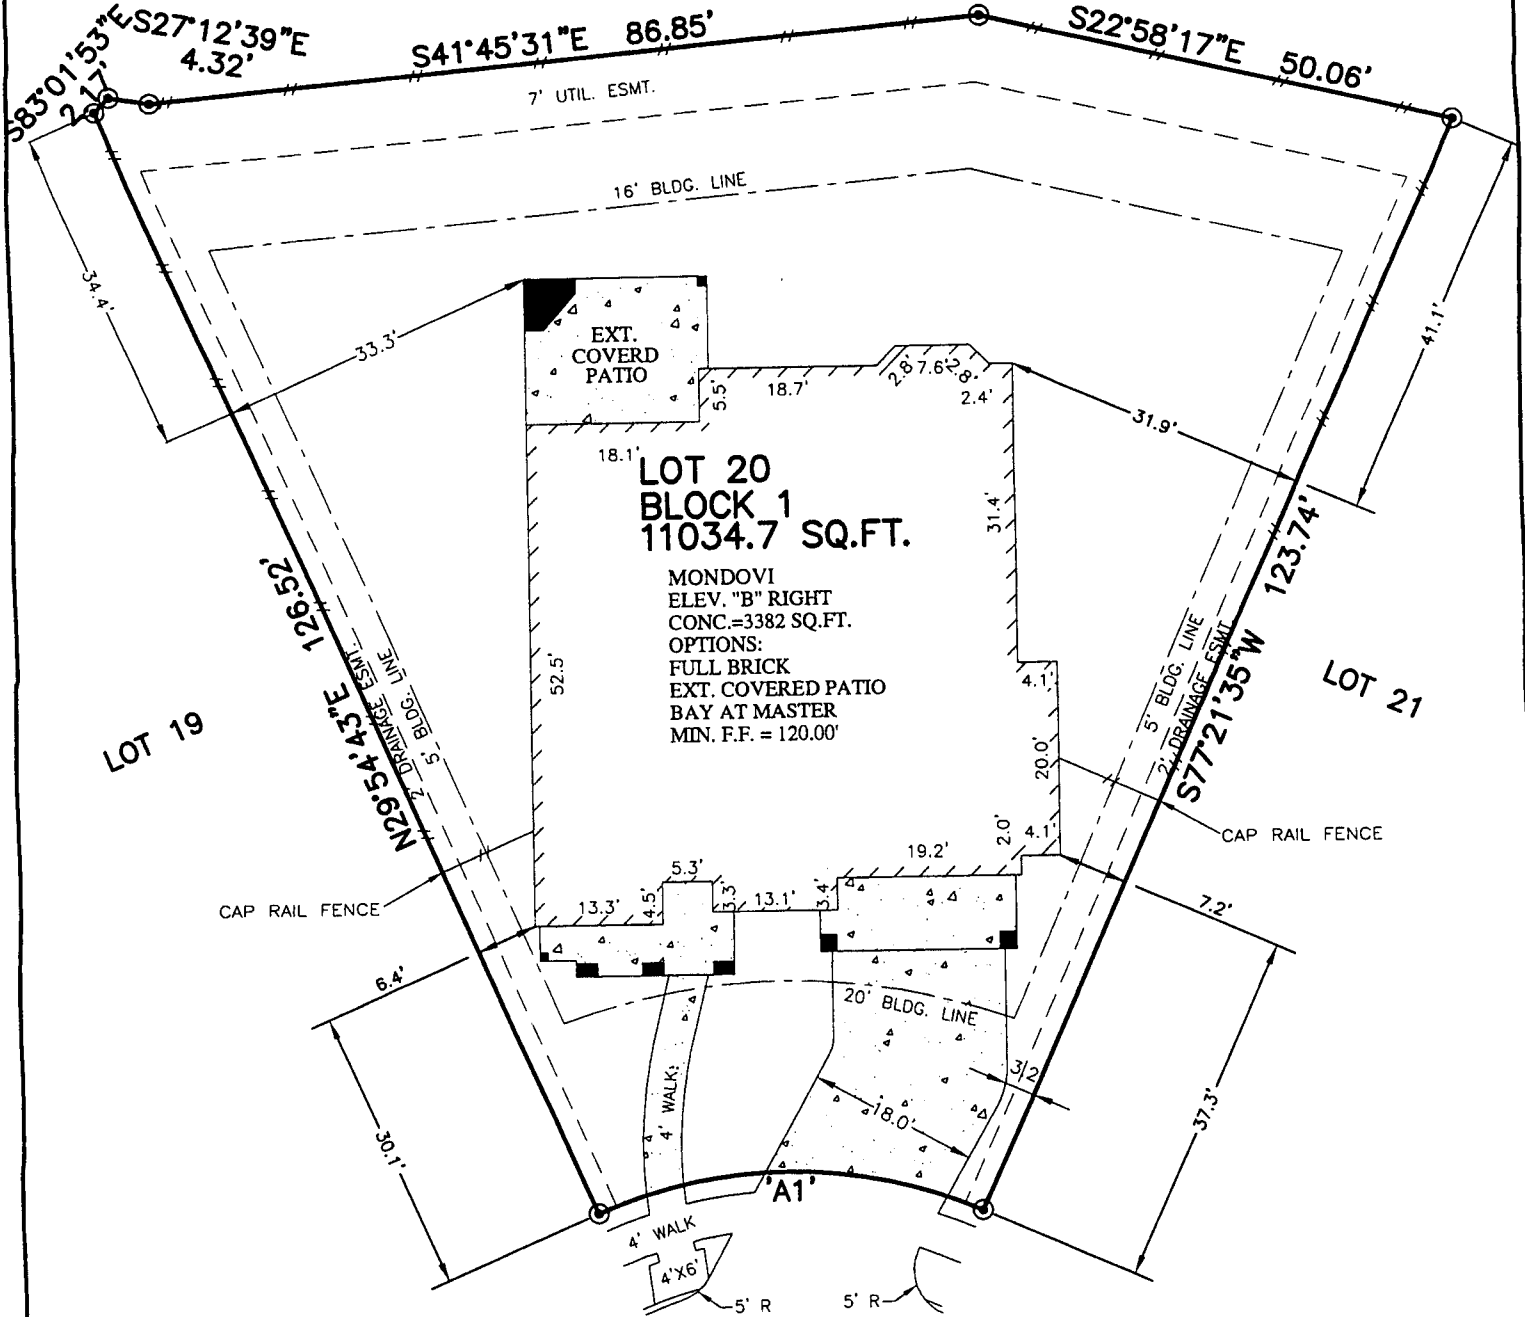 S83°01'53"E
2.17'
S27°12'39"E
4.32'
S41°45'31"E 86.85'
S22°58'17"E 50.06'
7' UTIL. ESMT.
16' BLDG. LINE
34.4'
33.3'
EXT.
COVERD
PATIO
5.5'
18.7'
2.8'
7.6'
2.8'
2.4'
31.9'
41.1'
18.1'
LOT 20
BLOCK 1
11034.7 SQ.FT.
31.4'
MONDOVI
ELEV. "B" RIGHT
CONC.=3382 SQ.FT.
OPTIONS:
FULL BRICK
EXT. COVERED PATIO
BAY AT MASTER
MIN. F.F. = 120.00'
52.5'
N29°54'43"E 126.52'
2' DRAINAGE ESMT.
5' BLDG. LINE
LOT 19
4.1'
20.0'
5' BLDG. LINE
2' DRAINAGE ESMT.
S77°21'35"W 123.74'
LOT 21
CAP RAIL FENCE
CAP RAIL FENCE
2.0'
4.1'
19.2'
5.3'
13.3'
4.5'
3.3'
13.1'
3.4'
7.2'
6.4'
20' BLDG. LINE
3.2
18.0'
4' WALK
30.1'
37.3'
'A1'
4' WALK
4'X6'
5' R
5' R